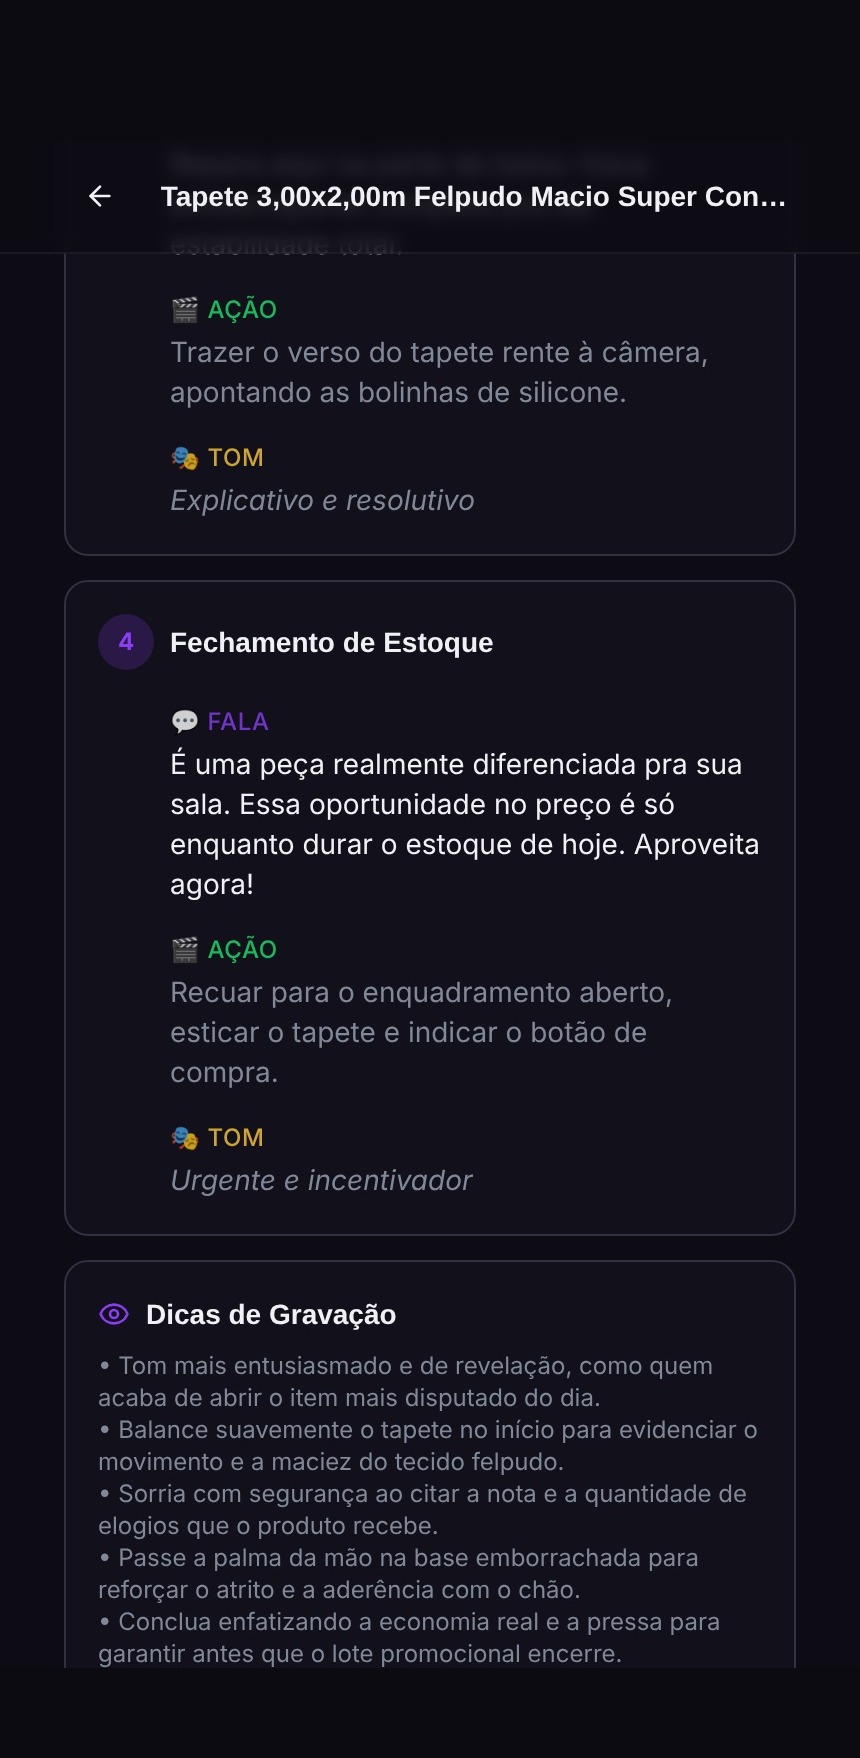 Tapete 3,00x2,00m Felpudo Macio Super Con...
estabilidade total.
AÇÃO
Trazer o verso do tapete rente à câmera,
apontando as bolinhas de silicone.
TOM
Explicativo e resolutivo
4 Fechamento de Estoque
FALA
É uma peça realmente diferenciada pra sua
sala. Essa oportunidade no preço é só
enquanto durar o estoque de hoje. Aproveita
agora!
AÇÃO
Recuar para o enquadramento aberto,
esticar o tapete e indicar o botão de
compra.
TOM
Urgente e incentivador
Dicas de Gravação
• Tom mais entusiasmado e de revelação, como quem
acaba de abrir o item mais disputado do dia.
• Balance suavemente o tapete no início para evidenciar o
movimento e a maciez do tecido felpudo.
• Sorria com segurança ao citar a nota e a quantidade de
elogios que o produto recebe.
• Passe a palma da mão na base emborrachada para
reforçar o atrito e a aderência com o chão.
• Conclua enfatizando a economia real e a pressa para
garantir antes que o lote promocional encerre.